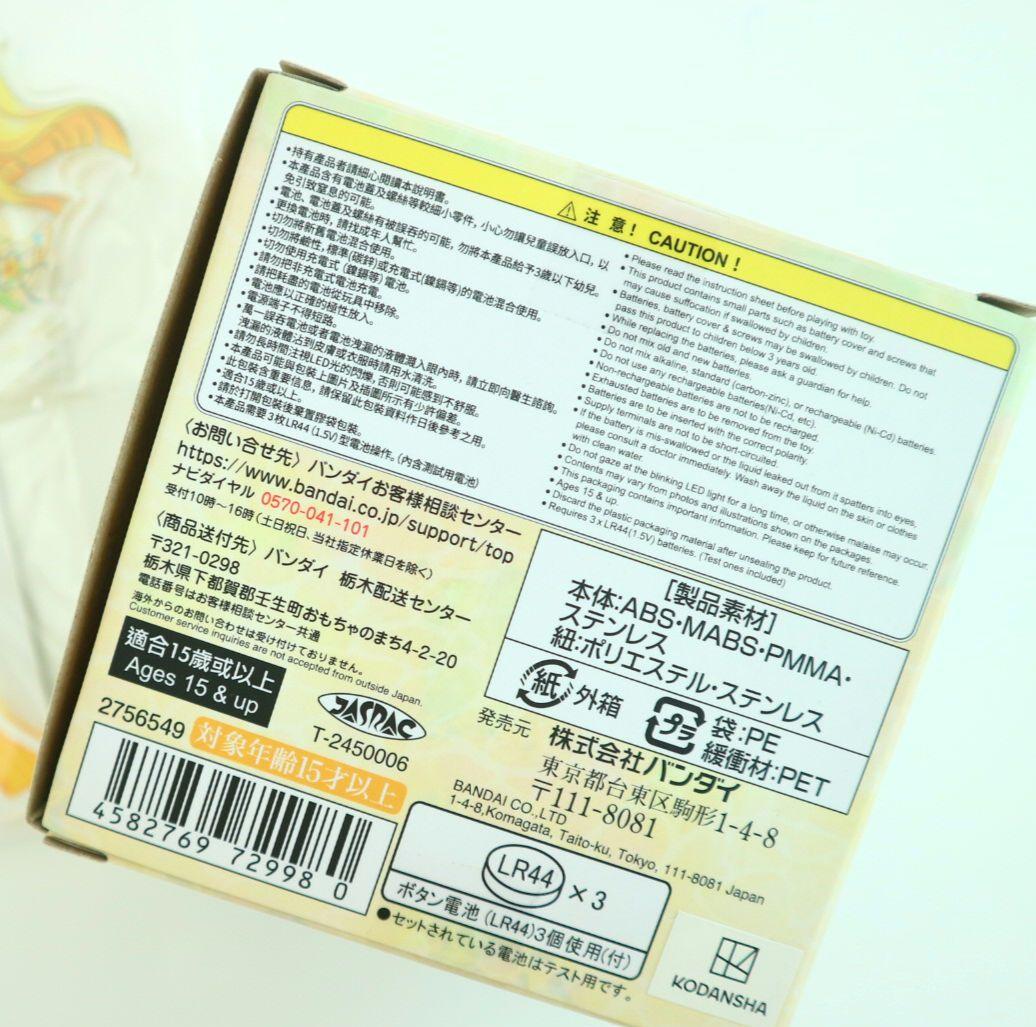 ⚠ 注 意! CAUTION !
•持有產品者請細心閱讀本說明書。
•本產品含有電池蓋及螺絲等較細小零件, 小心勿讓兒童誤放入口, 以
免引致窒息的可能。
•電池、電池蓋及螺絲有被誤吞的可能, 勿將本產品給予3歲以下幼兒。
•更換電池時, 請找成年人幫忙。
•切勿將新舊電池混合使用。
•切勿將鹼性, 標準(碳鋅)或充電式(鎳鎘等)的電池混合使用。
•切勿使用充電式(鎳鎘等)電池。
•請勿把非充電式電池充電。
•請把耗盡的電池從玩具中移除。
•電池應以正確的極性放入。
•電源端子不得短路。
•萬一誤吞電池或者電池洩漏的液體濺入眼內時, 請立即向醫生諮詢。
洩漏的液體沾到皮膚或衣服時請用水清洗。
•請勿長時間注視LED光的閃爍, 否則可能感到不舒服。
•本產品可能與包裝上圖片及插圖所示有少許偏差。
•此包裝含重要信息, 請保留此包裝資料作日後參考之用。
•適合15歲或以上。
•請於打開包裝後棄置膠袋包裝。
•本產品需要3枚LR44 (1.5V) 型電池操作。(內含測試用電池)
• Please read the instruction sheet before playing with toy.
• This product contains small parts such as battery cover and screws that
may cause suffocation if swallowed by children.
• Batteries, battery cover & screws may be swallowed by children. Do not
pass this product to children below 3 years old.
• While replacing the batteries, please ask a guardian for help.
• Do not mix old and new batteries.
• Do not mix alkaline, standard (carbon-zinc), or rechargeable (Ni-Cd) batteries.
• Do not use any rechargeable batteries(Ni-Cd, etc).
• Non-rechargeable batteries are not to be recharged.
• Exhausted batteries are to be removed from the toy.
• Batteries are to be inserted with the correct polarity.
• Supply terminals are not to be short-circuited.
• If the battery is mis-swallowed or the liquid leaked out from it spatters into eyes,
please consult a doctor immediately. Wash away the liquid on the skin or clothes
with clean water.
• Do not gaze at the blinking LED light for a long time, or otherwise malaise may occur.
• Contents may vary from photos and illustrations shown on the packages.
• This packaging contains important information. Please keep for future reference.
• Ages 15 & up.
• Discard the plastic packaging material after unsealing the product.
• Requires 3 x LR44(1.5V) batteries. (Test ones included)
〈お問い合せ先〉バンダイお客様相談センター
https://www.bandai.co.jp/support/top
ナビダイヤル 0570-041-101
受付10時～16時(土日祝日、当社指定休業日を除く)
〈商品送付先〉バンダイ 栃木配送センター
〒321-0298
栃木県下都賀郡壬生町おもちゃのまち4-2-20
電話番号はお客様相談センター共通
海外からのお問い合わせは受け付けておりません。
Customer service inquiries are not accepted from outside Japan.
適合15歲或以上
Ages 15 & up
JASRAC
T-2450006
2756549
対象年齢15才以上
4582769 72998 0
[製品素材]
本体:ABS・MABS・PMMA・
ステンレス
紐:ポリエステル・ステンレス
紙 外箱
プラ 袋:PE
緩衝材:PET
発売元 株式会社バンダイ
東京都台東区駒形1-4-8
〒111-8081
BANDAI CO.,LTD
1-4-8,Komagata, Taito-ku, Tokyo, 111-8081 Japan
LR44 × 3
ボタン電池 (LR44)3個使用(付)
●セットされている電池はテスト用です。
KODANSHA